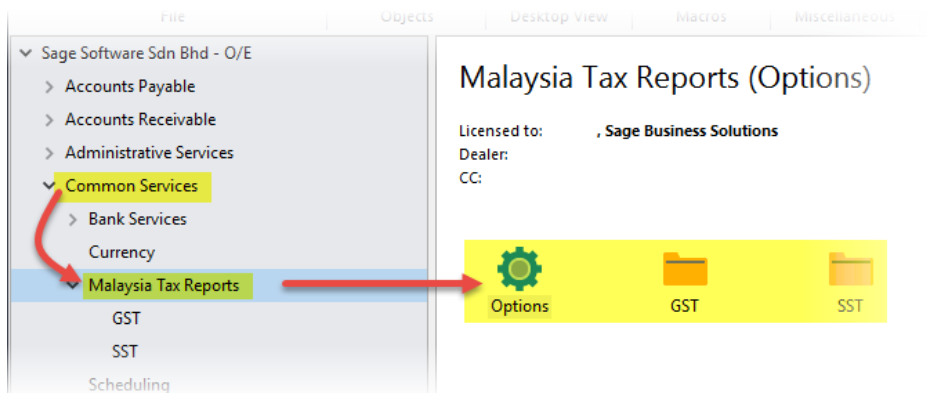 File Objects Desktop View Macros Miscellaneous
Sage Software Sdn Bhd - O/E
Accounts Payable
Accounts Receivable
Administrative Services
Common Services
Bank Services
Currency
Malaysia Tax Reports
GST
SST
Scheduling
Malaysia Tax Reports (Options)
Licensed to: , Sage Business Solutions
Dealer:
CC:
Options GST SST